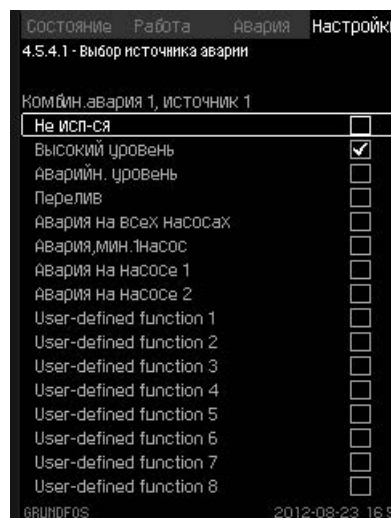 Состояние Работа Авария Настройки
4.5.4.1 - Выбор источника аварии
Комбин.авария 1, источник 1
Не исп-ся
Высокий уровень
Аварийн. уровень
Перелив
Авария на всех насосах
Авария,мин.1насос
Авария на насосе 1
Авария на насосе 2
User-defined function 1
User-defined function 2
User-defined function 3
User-defined function 4
User-defined function 5
User-defined function 6
User-defined function 7
User-defined function 8
GRUNDFOS 2012-08-23